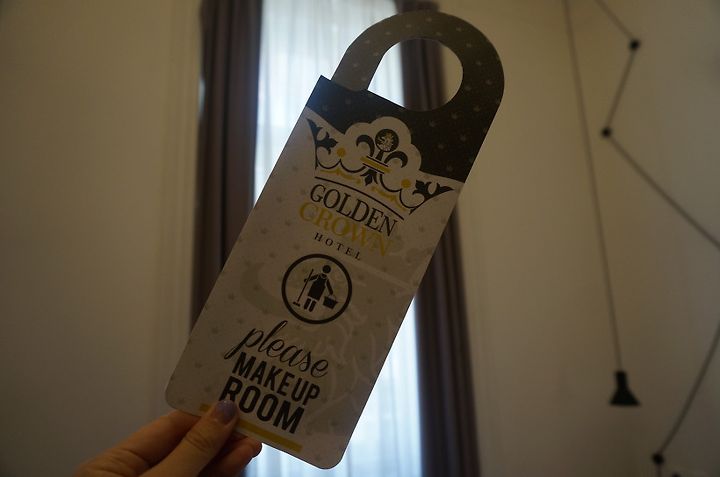 GOLDEN
CROWN
HOTEL
please
MAKE UP
ROOM